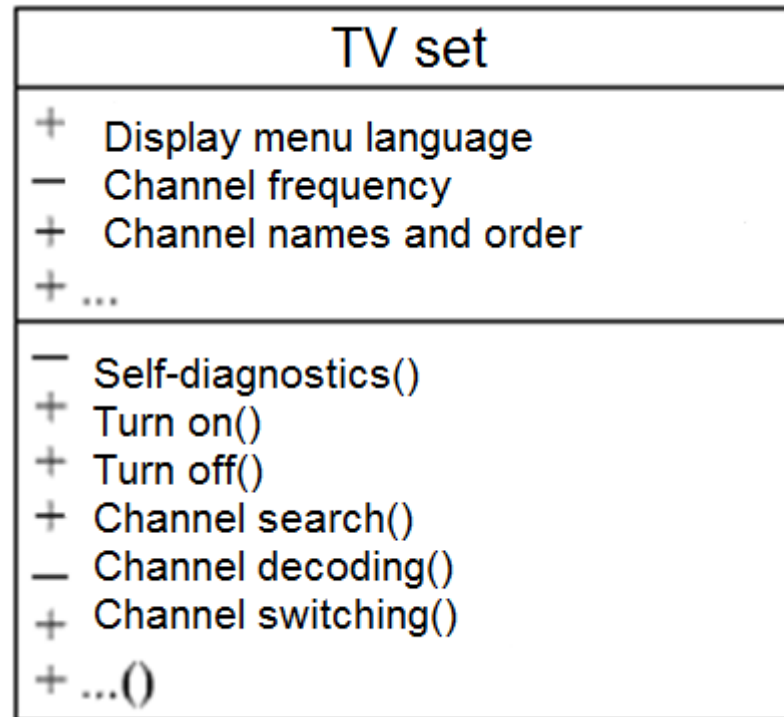 TV set
+ Display menu language
– Channel frequency
+ Channel names and order
+ ...
– Self-diagnostics()
+ Turn on()
+ Turn off()
+ Channel search()
– Channel decoding()
+ Channel switching()
+ ...()